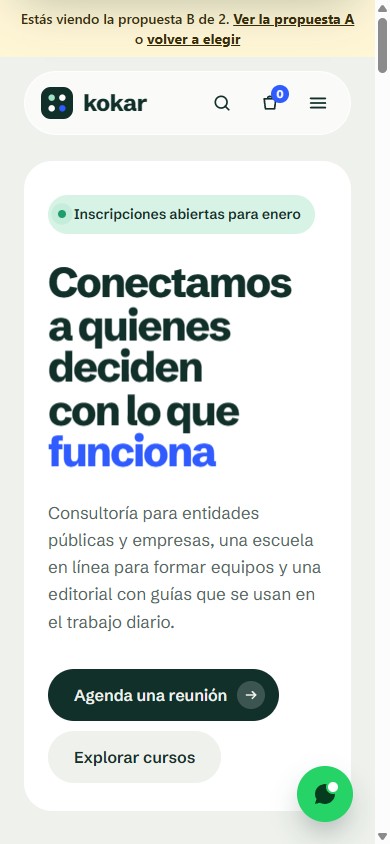 Estás viendo la propuesta B de 2. Ver la propuesta A
o volver a elegir
kokar
0
Inscripciones abiertas para enero
Conectamos
a quienes
deciden
con lo que
funciona
Consultoría para entidades
públicas y empresas, una escuela
en línea para formar equipos y una
editorial con guías que se usan en
el trabajo diario.
Agenda una reunión
Explorar cursos